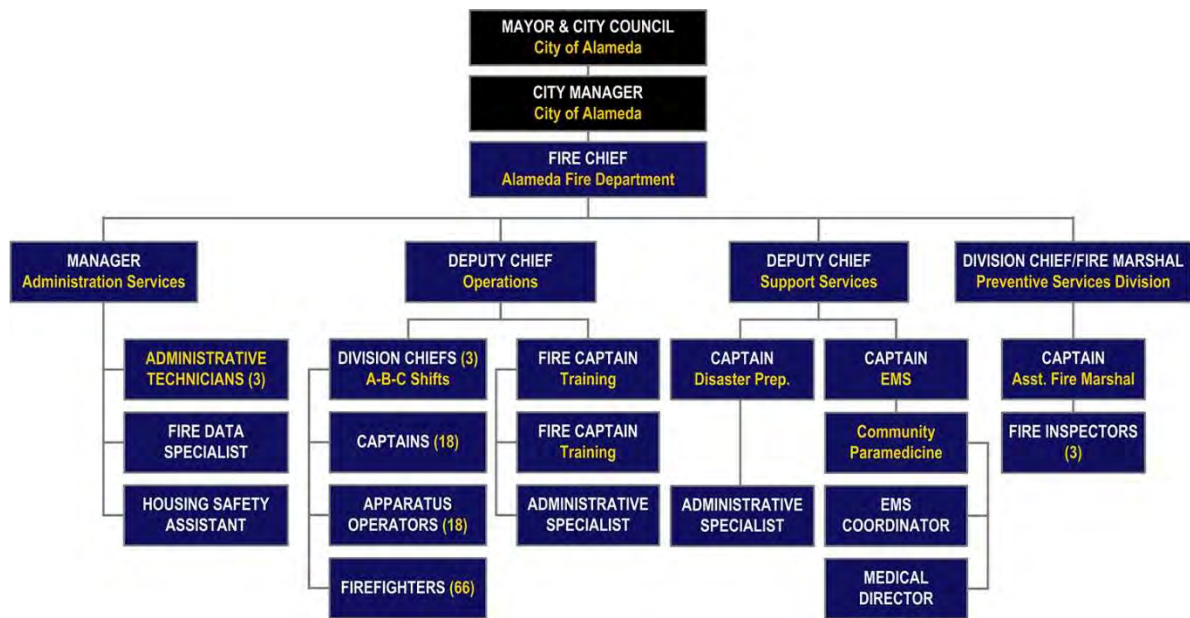 MAYOR & CITY COUNCIL
City of Alameda
CITY MANAGER
City of Alameda
FIRE CHIEF
Alameda Fire Department
MANAGER
Administration Services
DEPUTY CHIEF
Operations
DEPUTY CHIEF
Support Services
DIVISION CHIEF/FIRE MARSHAL
Preventive Services Division
ADMINISTRATIVE
TECHNICIANS (3)
FIRE DATA
SPECIALIST
HOUSING SAFETY
ASSISTANT
DIVISION CHIEFS (3)
A-B-C Shifts
CAPTAINS (18)
APPARATUS
OPERATORS (18)
FIREFIGHTERS (66)
FIRE CAPTAIN
Training
FIRE CAPTAIN
Training
ADMINISTRATIVE
SPECIALIST
CAPTAIN
Disaster Prep.
ADMINISTRATIVE
SPECIALIST
CAPTAIN
EMS
Community
Paramedicine
EMS
COORDINATOR
MEDICAL
DIRECTOR
CAPTAIN
Asst. Fire Marshal
FIRE INSPECTORS
(3)